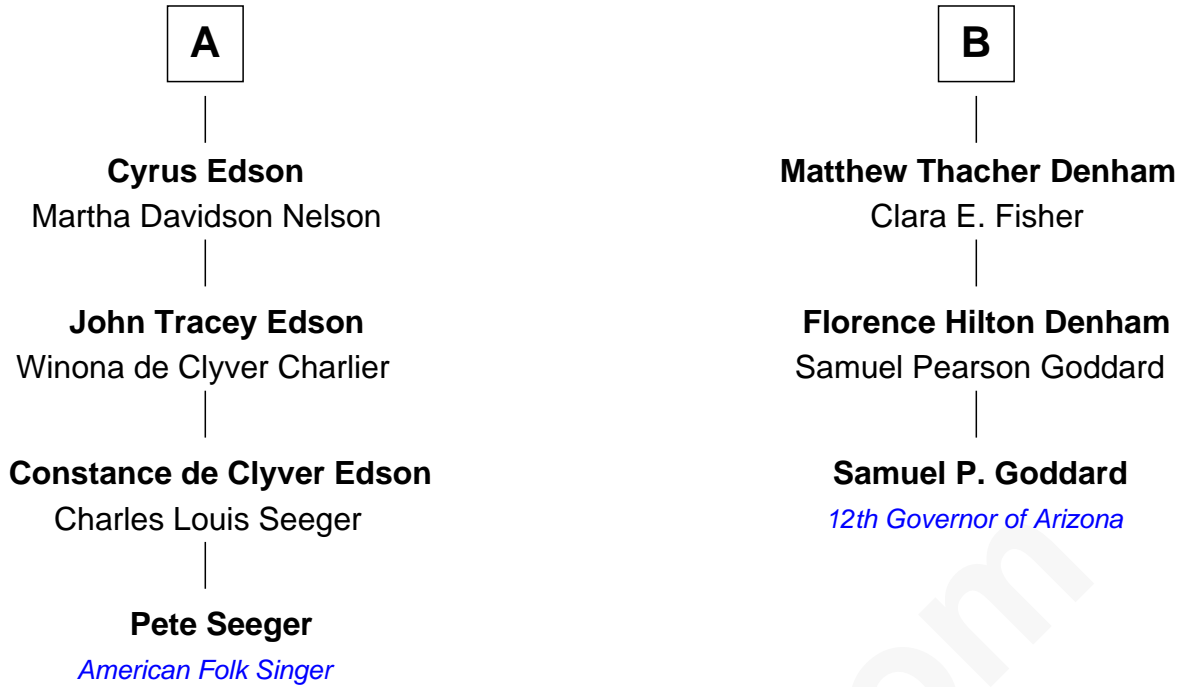 A
Cyrus Edson
Martha Davidson Nelson
John Tracey Edson
Winona de Clyver Charlier
Constance de Clyver Edson
Charles Louis Seeger
Pete Seeger
American Folk Singer
B
Matthew Thacher Denham
Clara E. Fisher
Florence Hilton Denham
Samuel Pearson Goddard
Samuel P. Goddard
12th Governor of Arizona
om